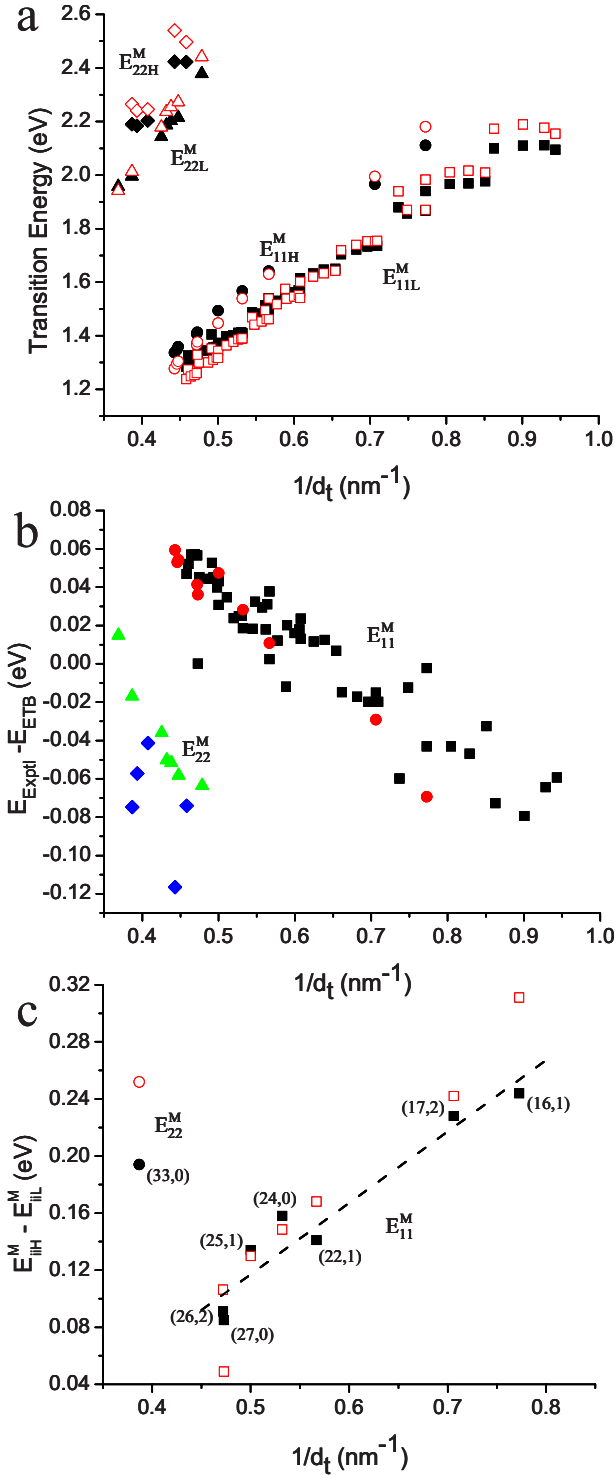 a
2.6
2.4
2.2
2.0
1.8
1.6
1.4
1.2
Transition Energy (eV)
E^M_22H
E^M_22L
E^M_11H
E^M_11L
0.4 0.5 0.6 0.7 0.8 0.9 1.0
1/d_t (nm^-1)
b
0.08
0.06
0.04
0.02
0.00
-0.02
-0.04
-0.06
-0.08
-0.10
-0.12
E_Exptl -E_ETB (eV)
E^M_11
E^M_22
0.4 0.5 0.6 0.7 0.8 0.9 1.0
1/d_t (nm^-1)
c
0.32
0.28
0.24
0.20
0.16
0.12
0.08
0.04
E^M_iiH - E^M_iiL (eV)
E^M_22
(33,0)
(17,2)
(16,1)
(24,0)
E^M_11
(25,1)
(22,1)
(26,2)
(27,0)
0.4 0.5 0.6 0.7 0.8
1/d_t (nm^-1)